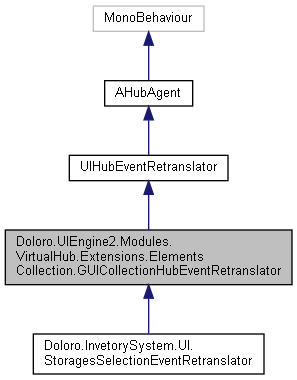 MonoBehaviour
AHubAgent
UIHubEventRetranslator
Doloro.UIEngine2.Modules.
VirtualHub.Extensions.Elements
Collection.GUICollectionHubEventRetranslator
Doloro.InvetorySystem.UI.
StoragesSelectionEventRetranslator